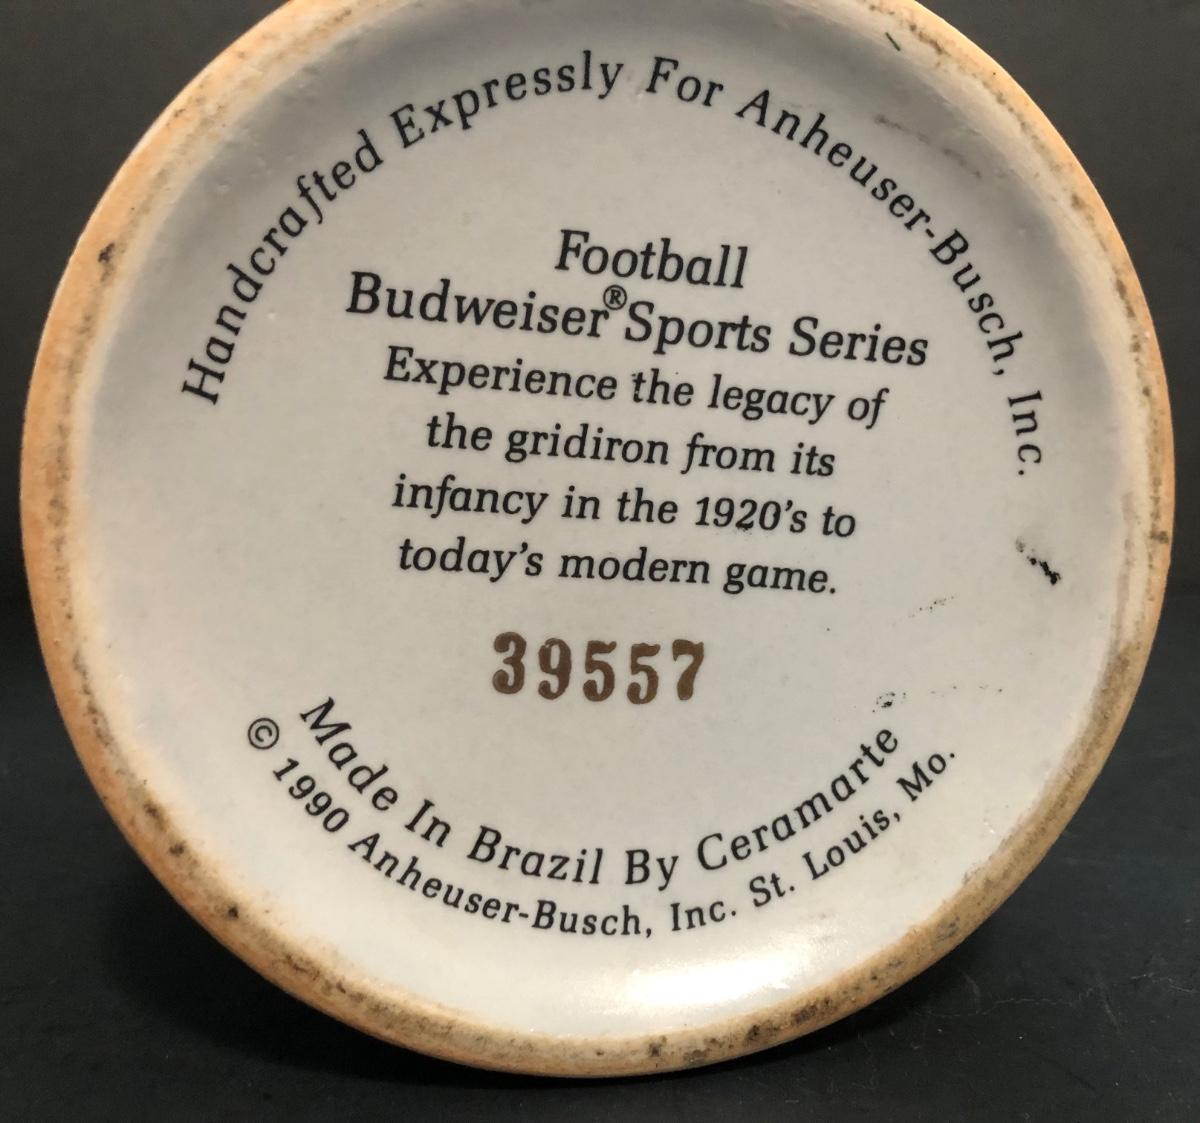 Handcrafted Expressly For Anheuser-Busch, Inc.
Football
Budweiser® Sports Series
Experience the legacy of
the gridiron from its
infancy in the 1920's to
today's modern game.
39557
Made In Brazil By Ceramarte
© 1990 Anheuser-Busch, Inc. St. Louis, Mo.